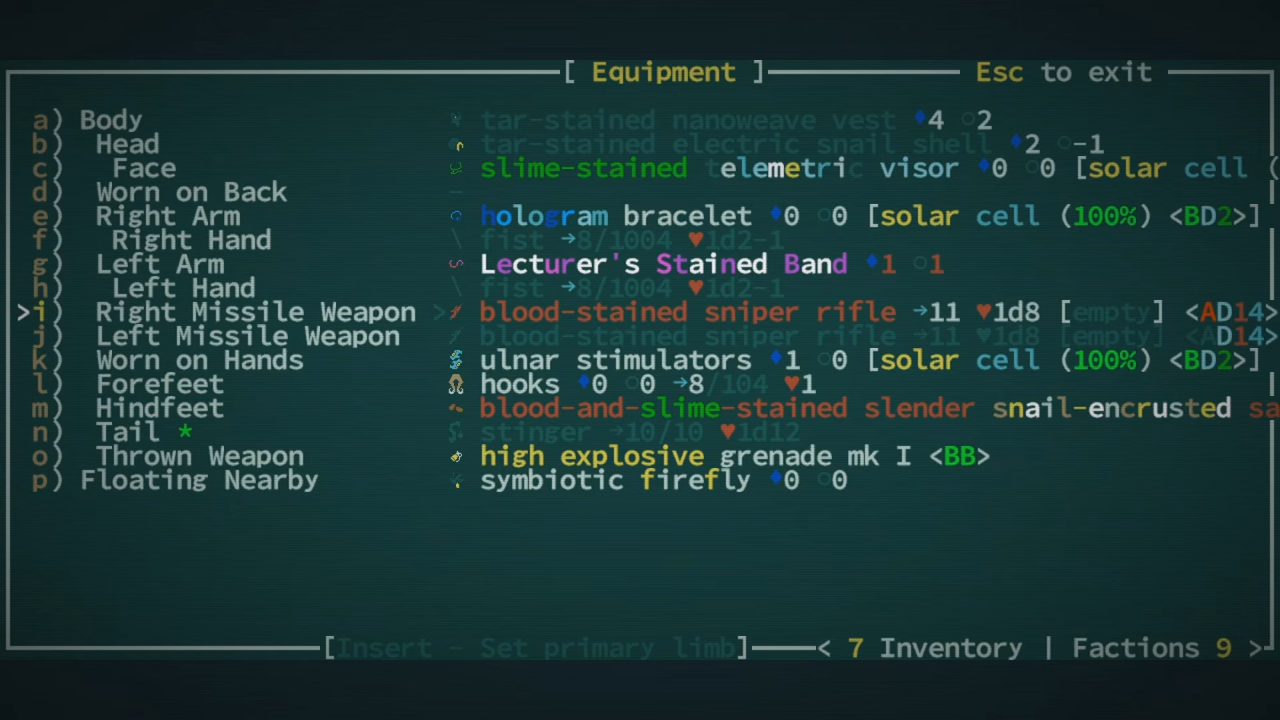 [ Equipment ] Esc to exit
a) Body tar-stained nanoweave vest ♦4 ○2
b) Head tar-stained electric snail shell ♦2 ○-1
c) Face slime-stained telemetric visor ♦0 ○0 [solar cell (
d) Worn on Back -
e) Right Arm hologram bracelet ♦0 ○0 [solar cell (100%) <BD2>]
f) Right Hand fist →8/1004 ♥1d2-1
g) Left Arm Lecturer's Stained Band ♦1 ○1
h) Left Hand fist →8/1004 ♥1d2-1
>i) Right Missile Weapon > blood-stained sniper rifle →11 ♥1d8 [empty] <AD14>
j) Left Missile Weapon blood-stained sniper rifle →11 ♥1d8 [empty] <AD14>
k) Worn on Hands ulnar stimulators ♦1 ○0 [solar cell (100%) <BD2>]
l) Forefeet hooks ♦0 ○0 →8/104 ♥1
m) Hindfeet blood-and-slime-stained slender snail-encrusted sa
n) Tail * stinger →10/10 ♥1d12
o) Thrown Weapon high explosive grenade mk I <BB>
p) Floating Nearby symbiotic firefly ♦0 ○0
[Insert - Set primary limb] < 7 Inventory | Factions 9 >